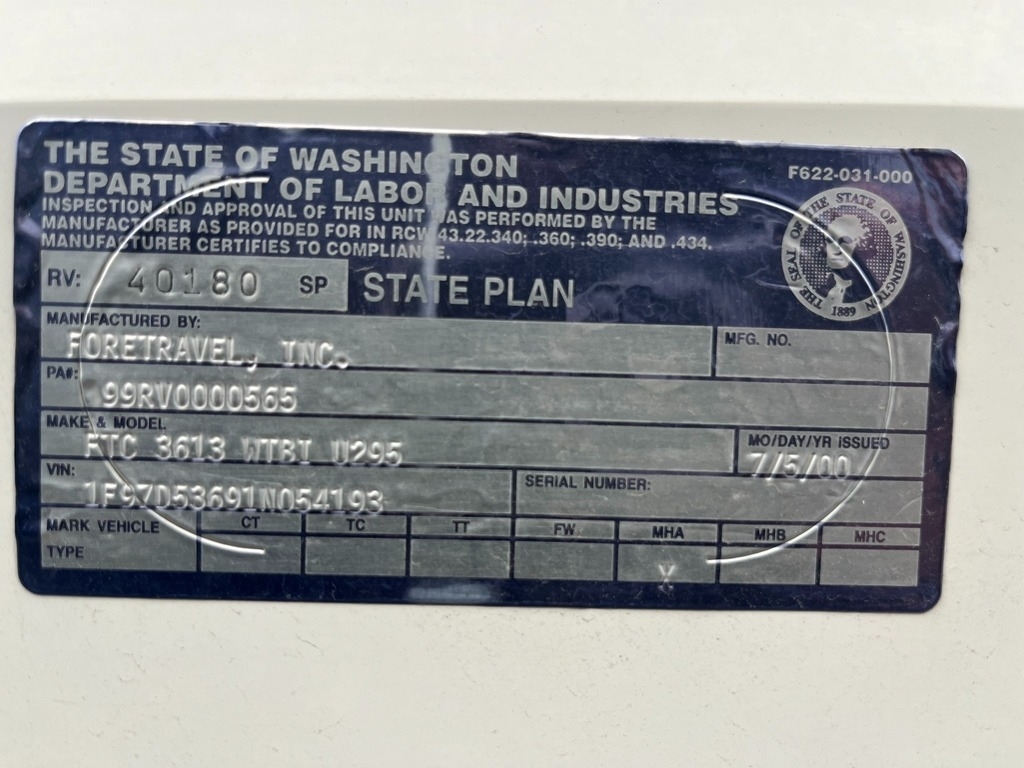 THE STATE OF WASHINGTON
DEPARTMENT OF LABOR AND INDUSTRIES
F622-031-000
INSPECTION AND APPROVAL OF THIS UNIT WAS PERFORMED BY THE
MANUFACTURER AS PROVIDED FOR IN RCW 43.22.340; .360; .390; AND .434.
MANUFACTURER CERTIFIES TO COMPLIANCE.
THE SEAL OF THE STATE OF WASHINGTON
1889
RV: 40180 SP STATE PLAN
MANUFACTURED BY: MFG. NO.
FORETRAVEL, INC.
PA#:
99RV0000565
MAKE & MODEL MO/DAY/YR ISSUED
FTC 3613 WTBI U295 7/5/00
VIN: SERIAL NUMBER:
1F97D53691N054193
MARK VEHICLE CT TC TT FW MHA MHB MHC
TYPE X